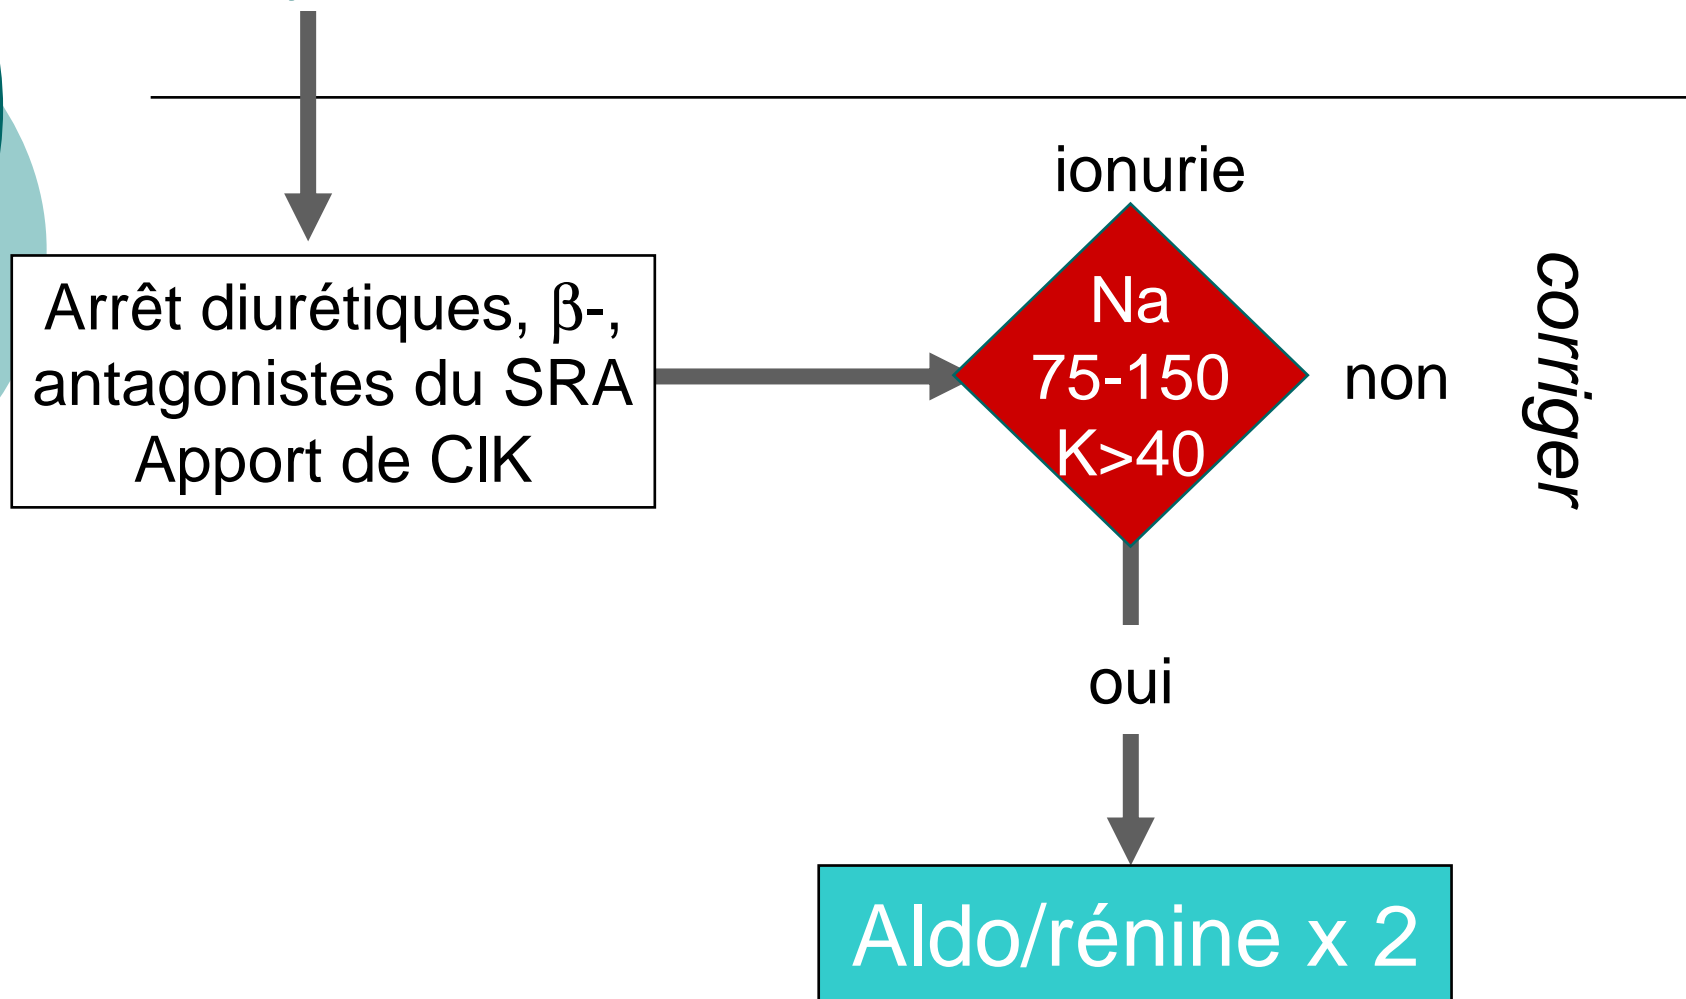 Arrêt diurétiques, β-,
antagonistes du SRA
Apport de ClK
ionurie
Na
75-150
K>40
non
corriger
oui
Aldo/rénine x 2